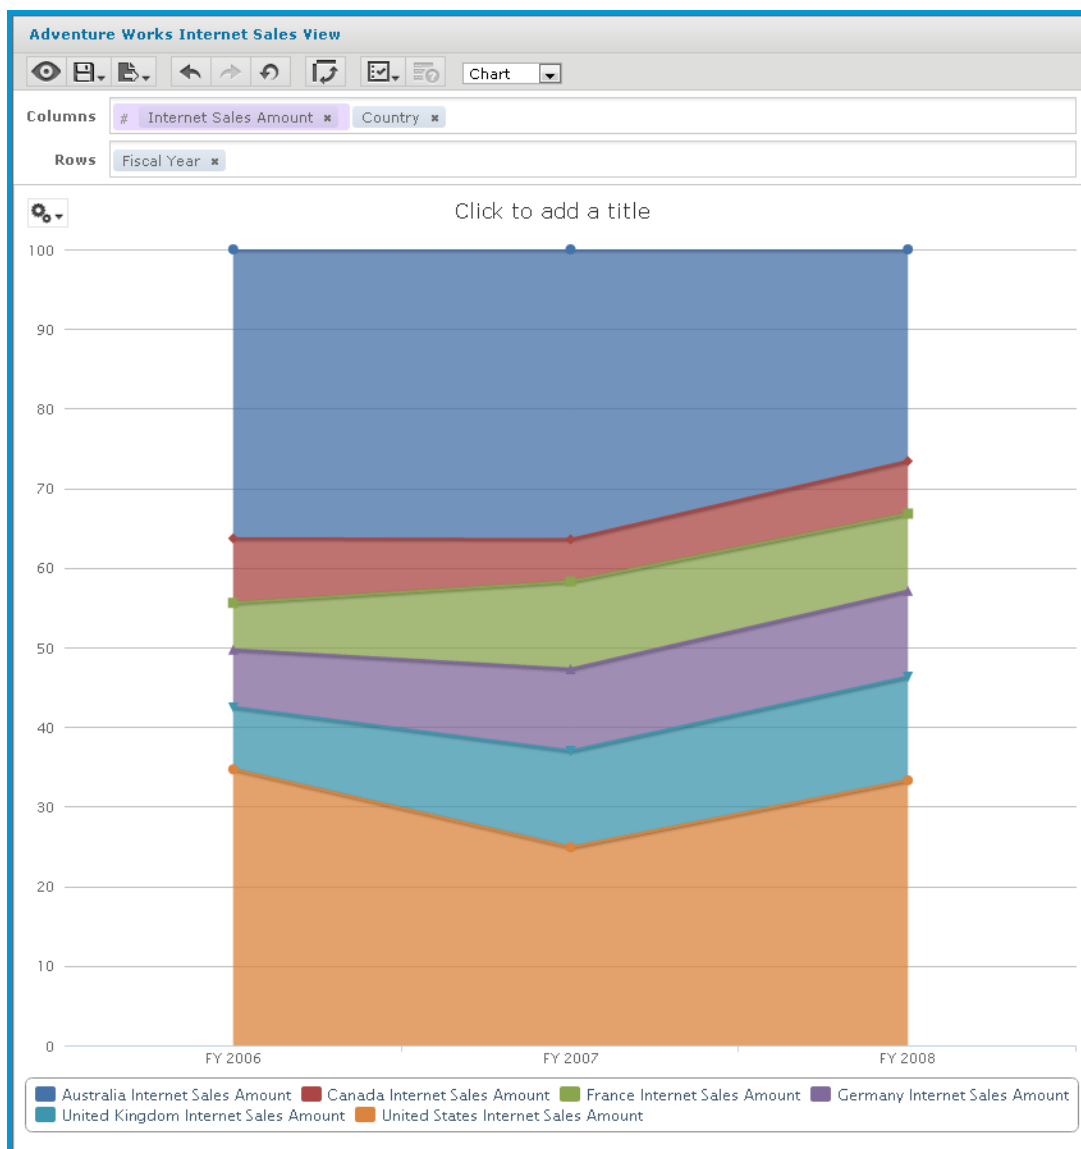 Adventure Works Internet Sales View
Chart
Columns # Internet Sales Amount × Country ×
Rows Fiscal Year ×
Click to add a title
100
90
80
70
60
50
40
30
20
10
0
FY 2006 FY 2007 FY 2008
Australia Internet Sales Amount Canada Internet Sales Amount France Internet Sales Amount Germany Internet Sales Amount
United Kingdom Internet Sales Amount United States Internet Sales Amount